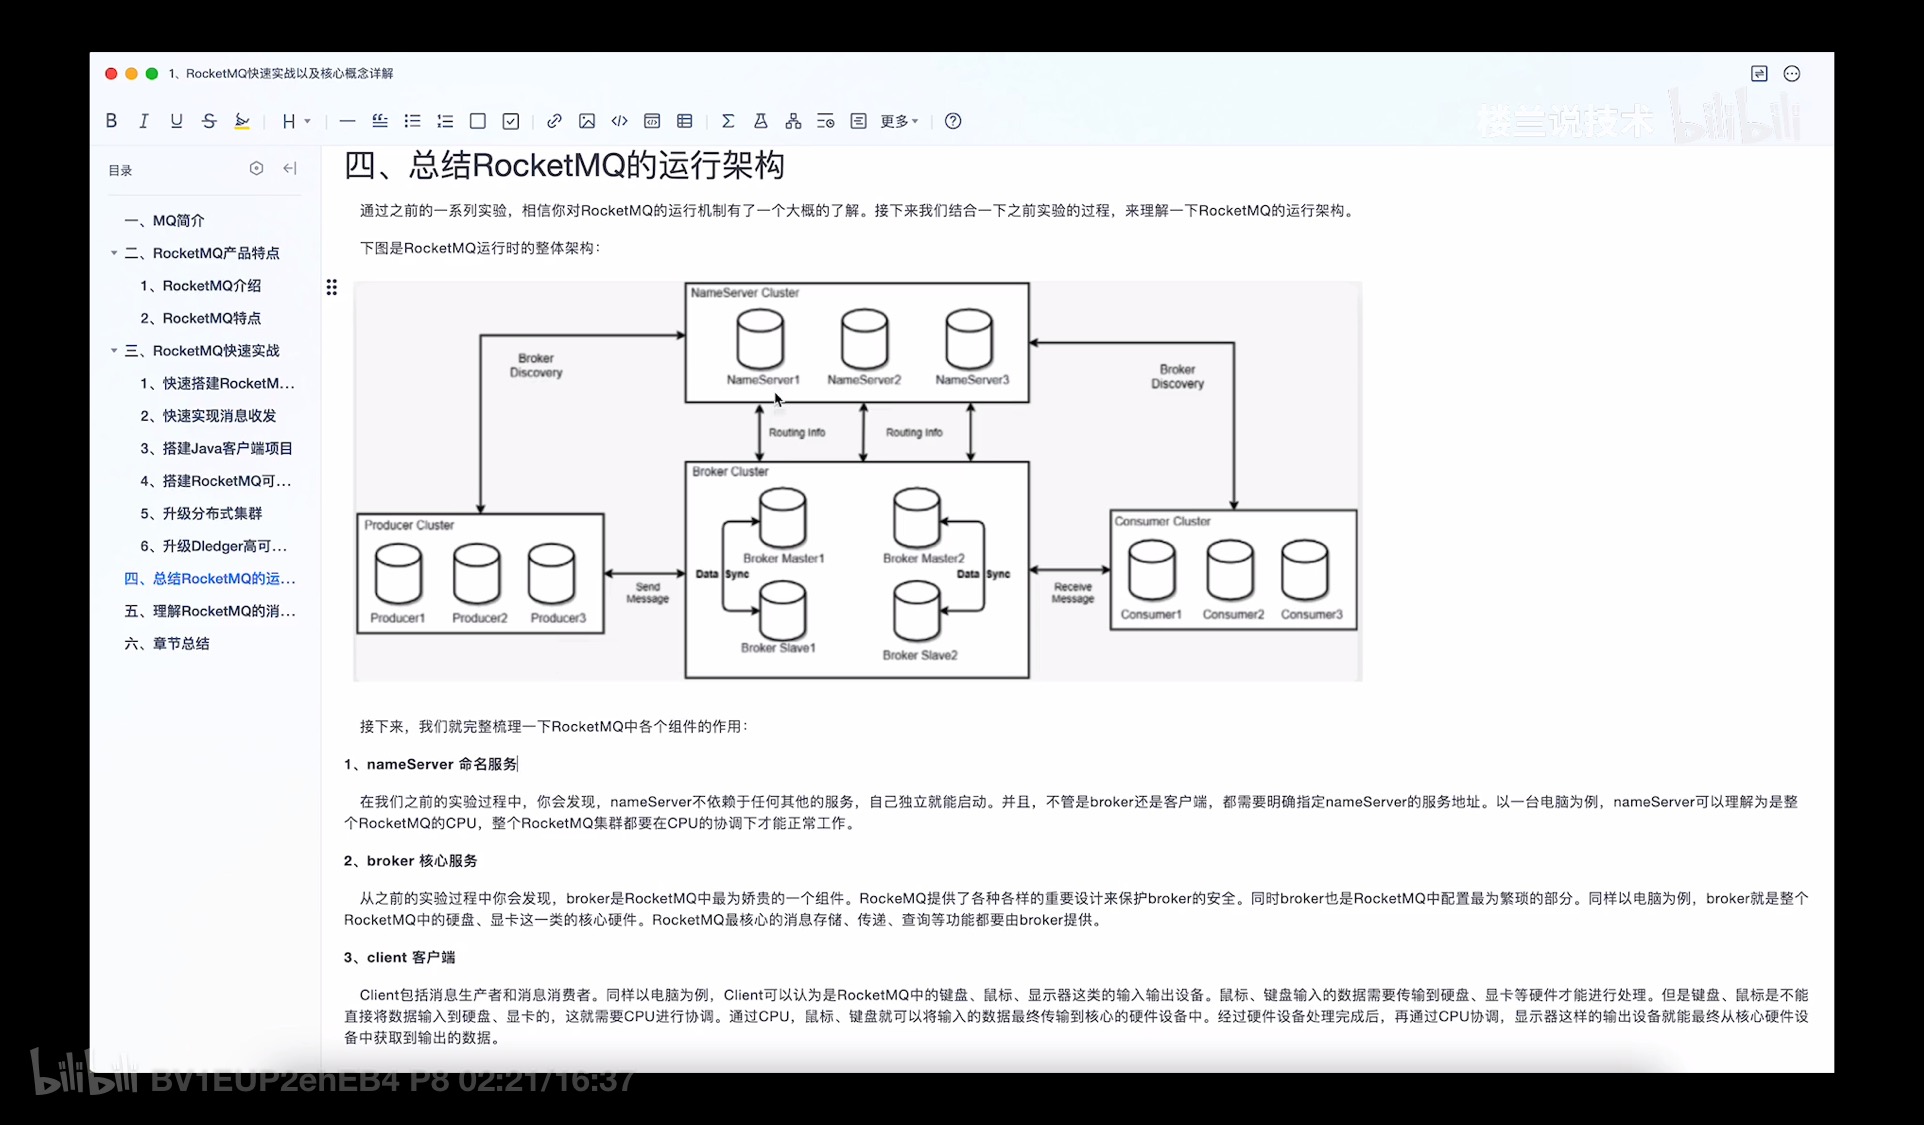 1、RocketMQ快速实战以及核心概念详解
B I U S H 更多
楼兰说技术 bilibili
目录
一、MQ简介
二、RocketMQ产品特点
1、RocketMQ介绍
2、RocketMQ特点
三、RocketMQ快速实战
1、快速搭建RocketM...
2、快速实现消息收发
3、搭建Java客户端项目
4、搭建RocketMQ可...
5、升级分布式集群
6、升级Dledger高可...
四、总结RocketMQ的运...
五、理解RocketMQ的消...
六、章节总结
四、总结RocketMQ的运行架构
通过之前的一系列实验，相信你对RocketMQ的运行机制有了一个大概的了解。接下来我们结合一下之前实验的过程，来理解一下RocketMQ的运行架构。
下图是RocketMQ运行时的整体架构：
NameServer Cluster
NameServer1 NameServer2 NameServer3
Broker
Discovery
Broker
Discovery
Routing Info Routing Info
Broker Cluster
Broker Master1 Broker Master2
Data Sync Data Sync
Broker Slave1 Broker Slave2
Producer Cluster
Producer1 Producer2 Producer3
Send
Message
Receive
Message
Consumer Cluster
Consumer1 Consumer2 Consumer3
接下来，我们就完整梳理一下RocketMQ中各个组件的作用：
1、nameServer 命名服务
在我们之前的实验过程中，你会发现，nameServer不依赖于任何其他的服务，自己独立就能启动。并且，不管是broker还是客户端，都需要明确指定nameServer的服务地址。以一台电脑为例，nameServer可以理解为是整
个RocketMQ的CPU，整个RocketMQ集群都要在CPU的协调下才能正常工作。
2、broker 核心服务
从之前的实验过程中你会发现，broker是RocketMQ中最为娇贵的一个组件。RockeMQ提供了各种各样的重要设计来保护broker的安全。同时broker也是RocketMQ中配置最为繁琐的部分。同样以电脑为例，broker就是整个
RocketMQ中的硬盘、显卡这一类的核心硬件。RocketMQ最核心的消息存储、传递、查询等功能都要由broker提供。
3、client 客户端
Client包括消息生产者和消息消费者。同样以电脑为例，Client可以认为是RocketMQ中的键盘、鼠标、显示器这类的输入输出设备。鼠标、键盘输入的数据需要传输到硬盘、显卡等硬件才能进行处理。但是键盘、鼠标是不能
直接将数据输入到硬盘、显卡的，这就需要CPU进行协调。通过CPU，鼠标、键盘就可以将输入的数据最终传输到核心的硬件设备中。经过硬件设备处理完成后，再通过CPU协调，显示器这样的输出设备就能最终从核心硬件设
备中获取到输出的数据。
bilibili BV1EUP2ehEB4 P8 02:21/16:37